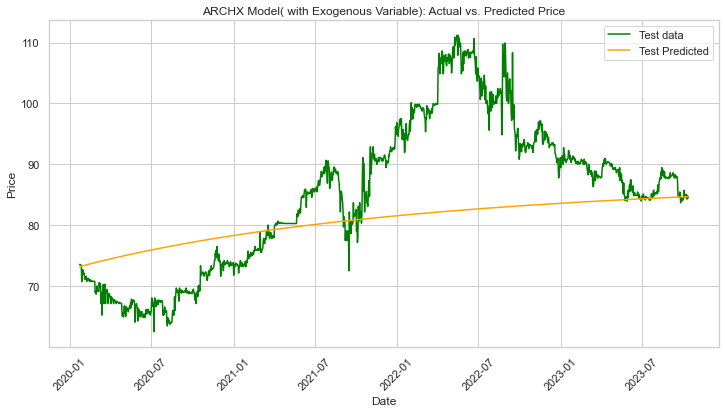 ARCHX Model( with Exogenous Variable): Actual vs. Predicted Price
Test data
Test Predicted
110
100
90
80
70
Price
2020-01
2020-07
2021-01
2021-07
2022-01
2022-07
2023-01
2023-07
Date